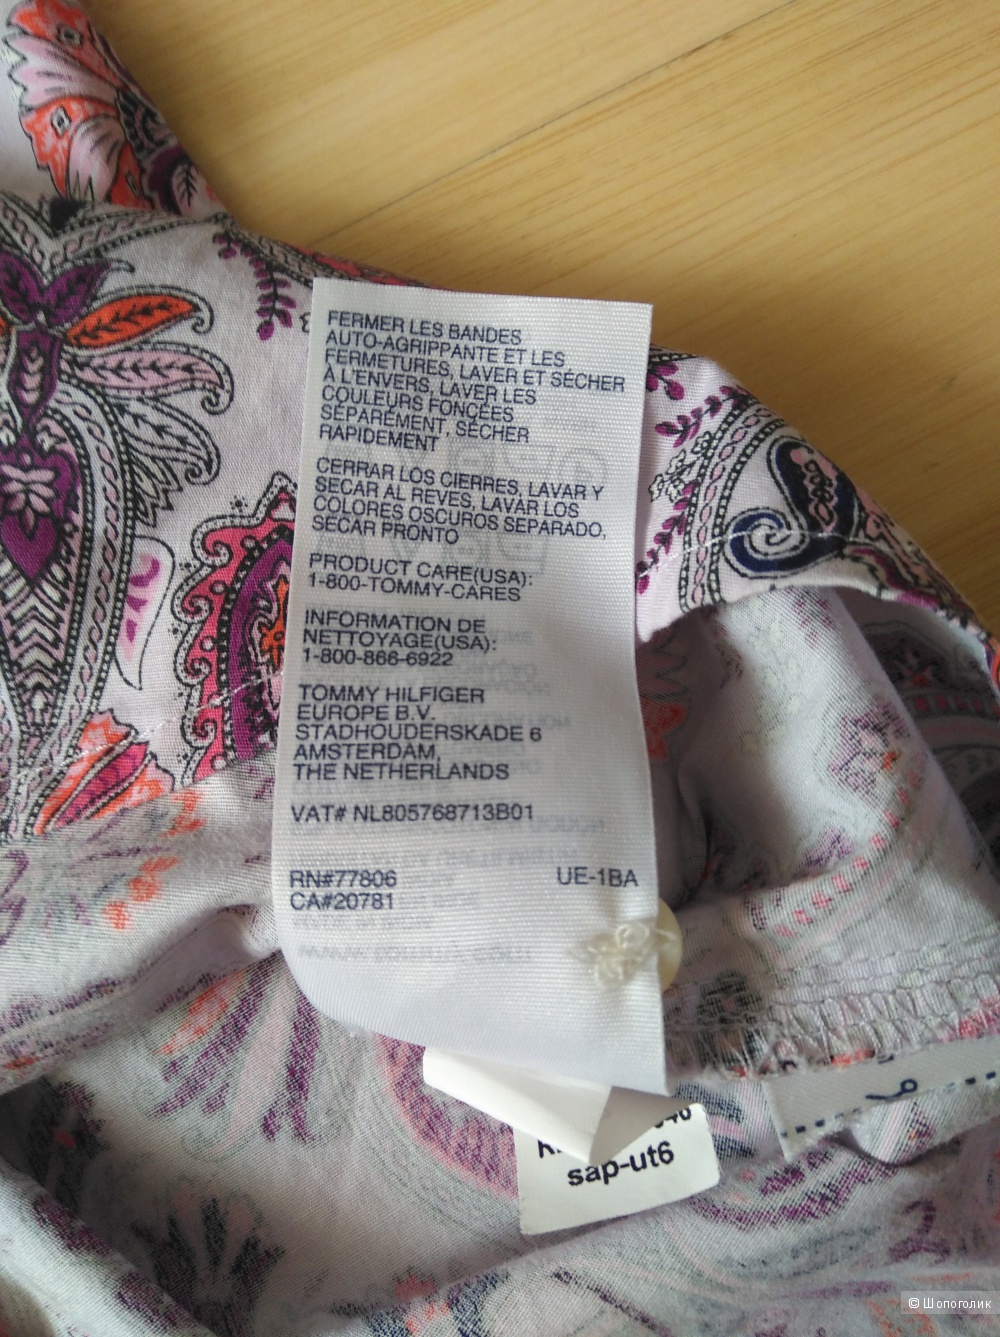 FERMER LES BANDES
AUTO-AGRIPPANTE ET LES
FERMETURES, LAVER ET SÉCHER
À L'ENVERS, LAVER LES
COULEURS FONCÉES
SÉPARÉMENT, SÉCHER
RAPIDEMENT
CERRAR LOS CIERRES, LAVAR Y
SECAR AL REVES, LAVAR LOS
COLORES OSCUROS SEPARADO,
SECAR PRONTO
PRODUCT CARE(USA):
1-800-TOMMY-CARES
INFORMATION DE
NETTOYAGE(USA):
1-800-866-6922
TOMMY HILFIGER
EUROPE B.V.
STADHOUDERSKADE 6
AMSTERDAM,
THE NETHERLANDS
VAT# NL805768713B01
RN#77806 UE-1BA
CA#20781
sap-ut6
© Шопоголик